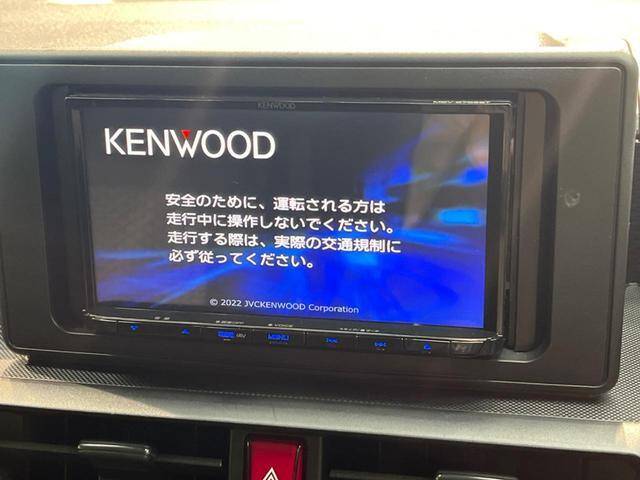 KENWOOD
KENWOOD
安全のために、運転される方は
走行中に操作しないでください。
走行する際は、実際の交通規制に
必ず従ってください。
© 2022 JVCKENWOOD Corporation
MENU